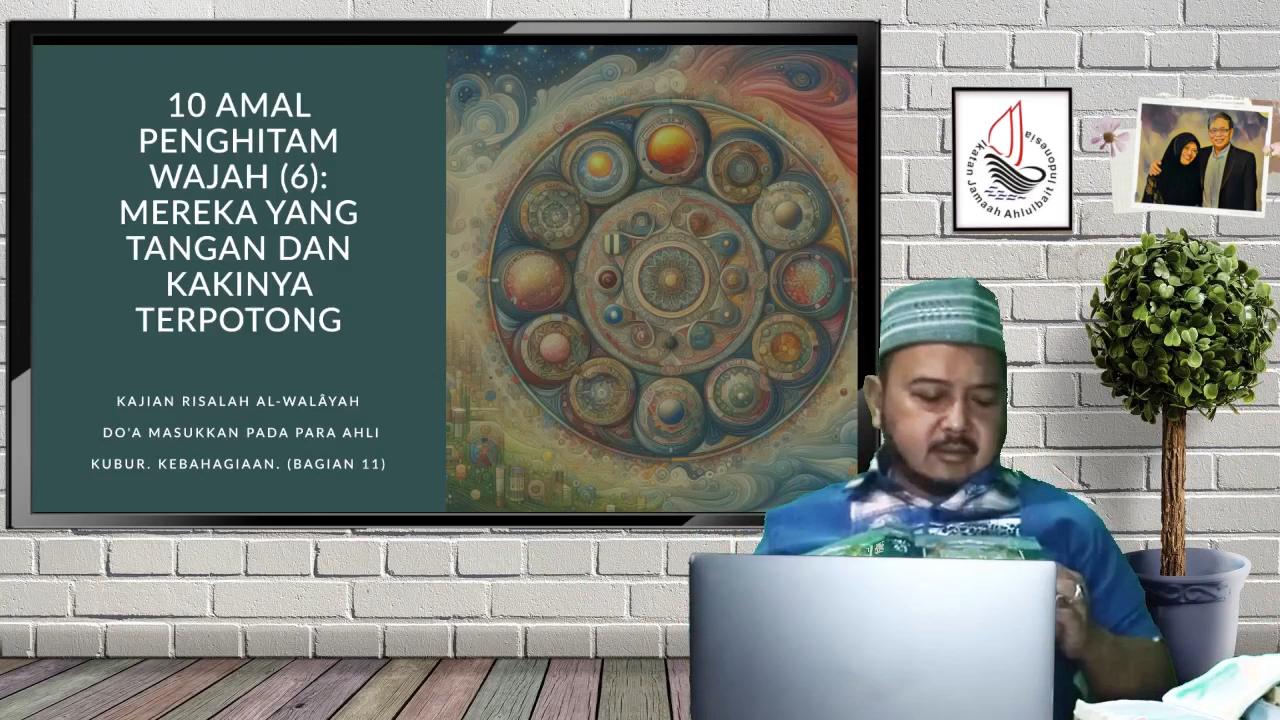 10 AMAL
PENGHITAM
WAJAH (6):
MEREKA YANG
TANGAN DAN
KAKINYA
TERPOTONG
KAJIAN RISALAH AL-WALÂYAH
DO'A MASUKKAN PADA PARA AHLI
KUBUR. KEBAHAGIAAN. (BAGIAN 11)
Ikatan Jamaah Ahlulbait Indonesia